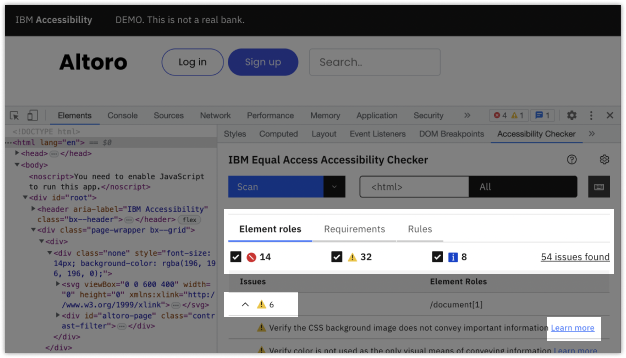 IBM Accessibility DEMO. This is not a real bank.
Altoro Log in Sign up Search..
Elements Console Sources Network Performance Memory Application Security » 4 1 1
<!DOCTYPE html>
Styles Computed Layout Event Listeners DOM Breakpoints Accessibility Checker »
···<html lang="en"> == $0
<head>···</head>
<body>
<noscript>You need to enable JavaScript
to run this app.</noscript>
<div id="root">
<header aria-label="IBM Accessibility"
class="bx--header">···</header> flex
<div class="page-wrapper bx--grid">
<div>
<div class="none" style="font-size:
14px; background-color: rgba(196, 19
6, 196, 0);">
<svg viewBox="0 0 600 400" width=
"0" height="0" xmlns:xlink="http:/
/www.w3.org/1999/xlink">···</svg>
<div id="altoro-page" class="contr
ast-filter">···</div>
</div>
IBM Equal Access Accessibility Checker
Scan <html> All
Element roles Requirements Rules
14 32 8 54 issues found
Issues Element Roles
6 /document[1]
Verify the CSS background image does not convey important information Learn more
Verify color is not used as the only visual means of conveying information Learn more